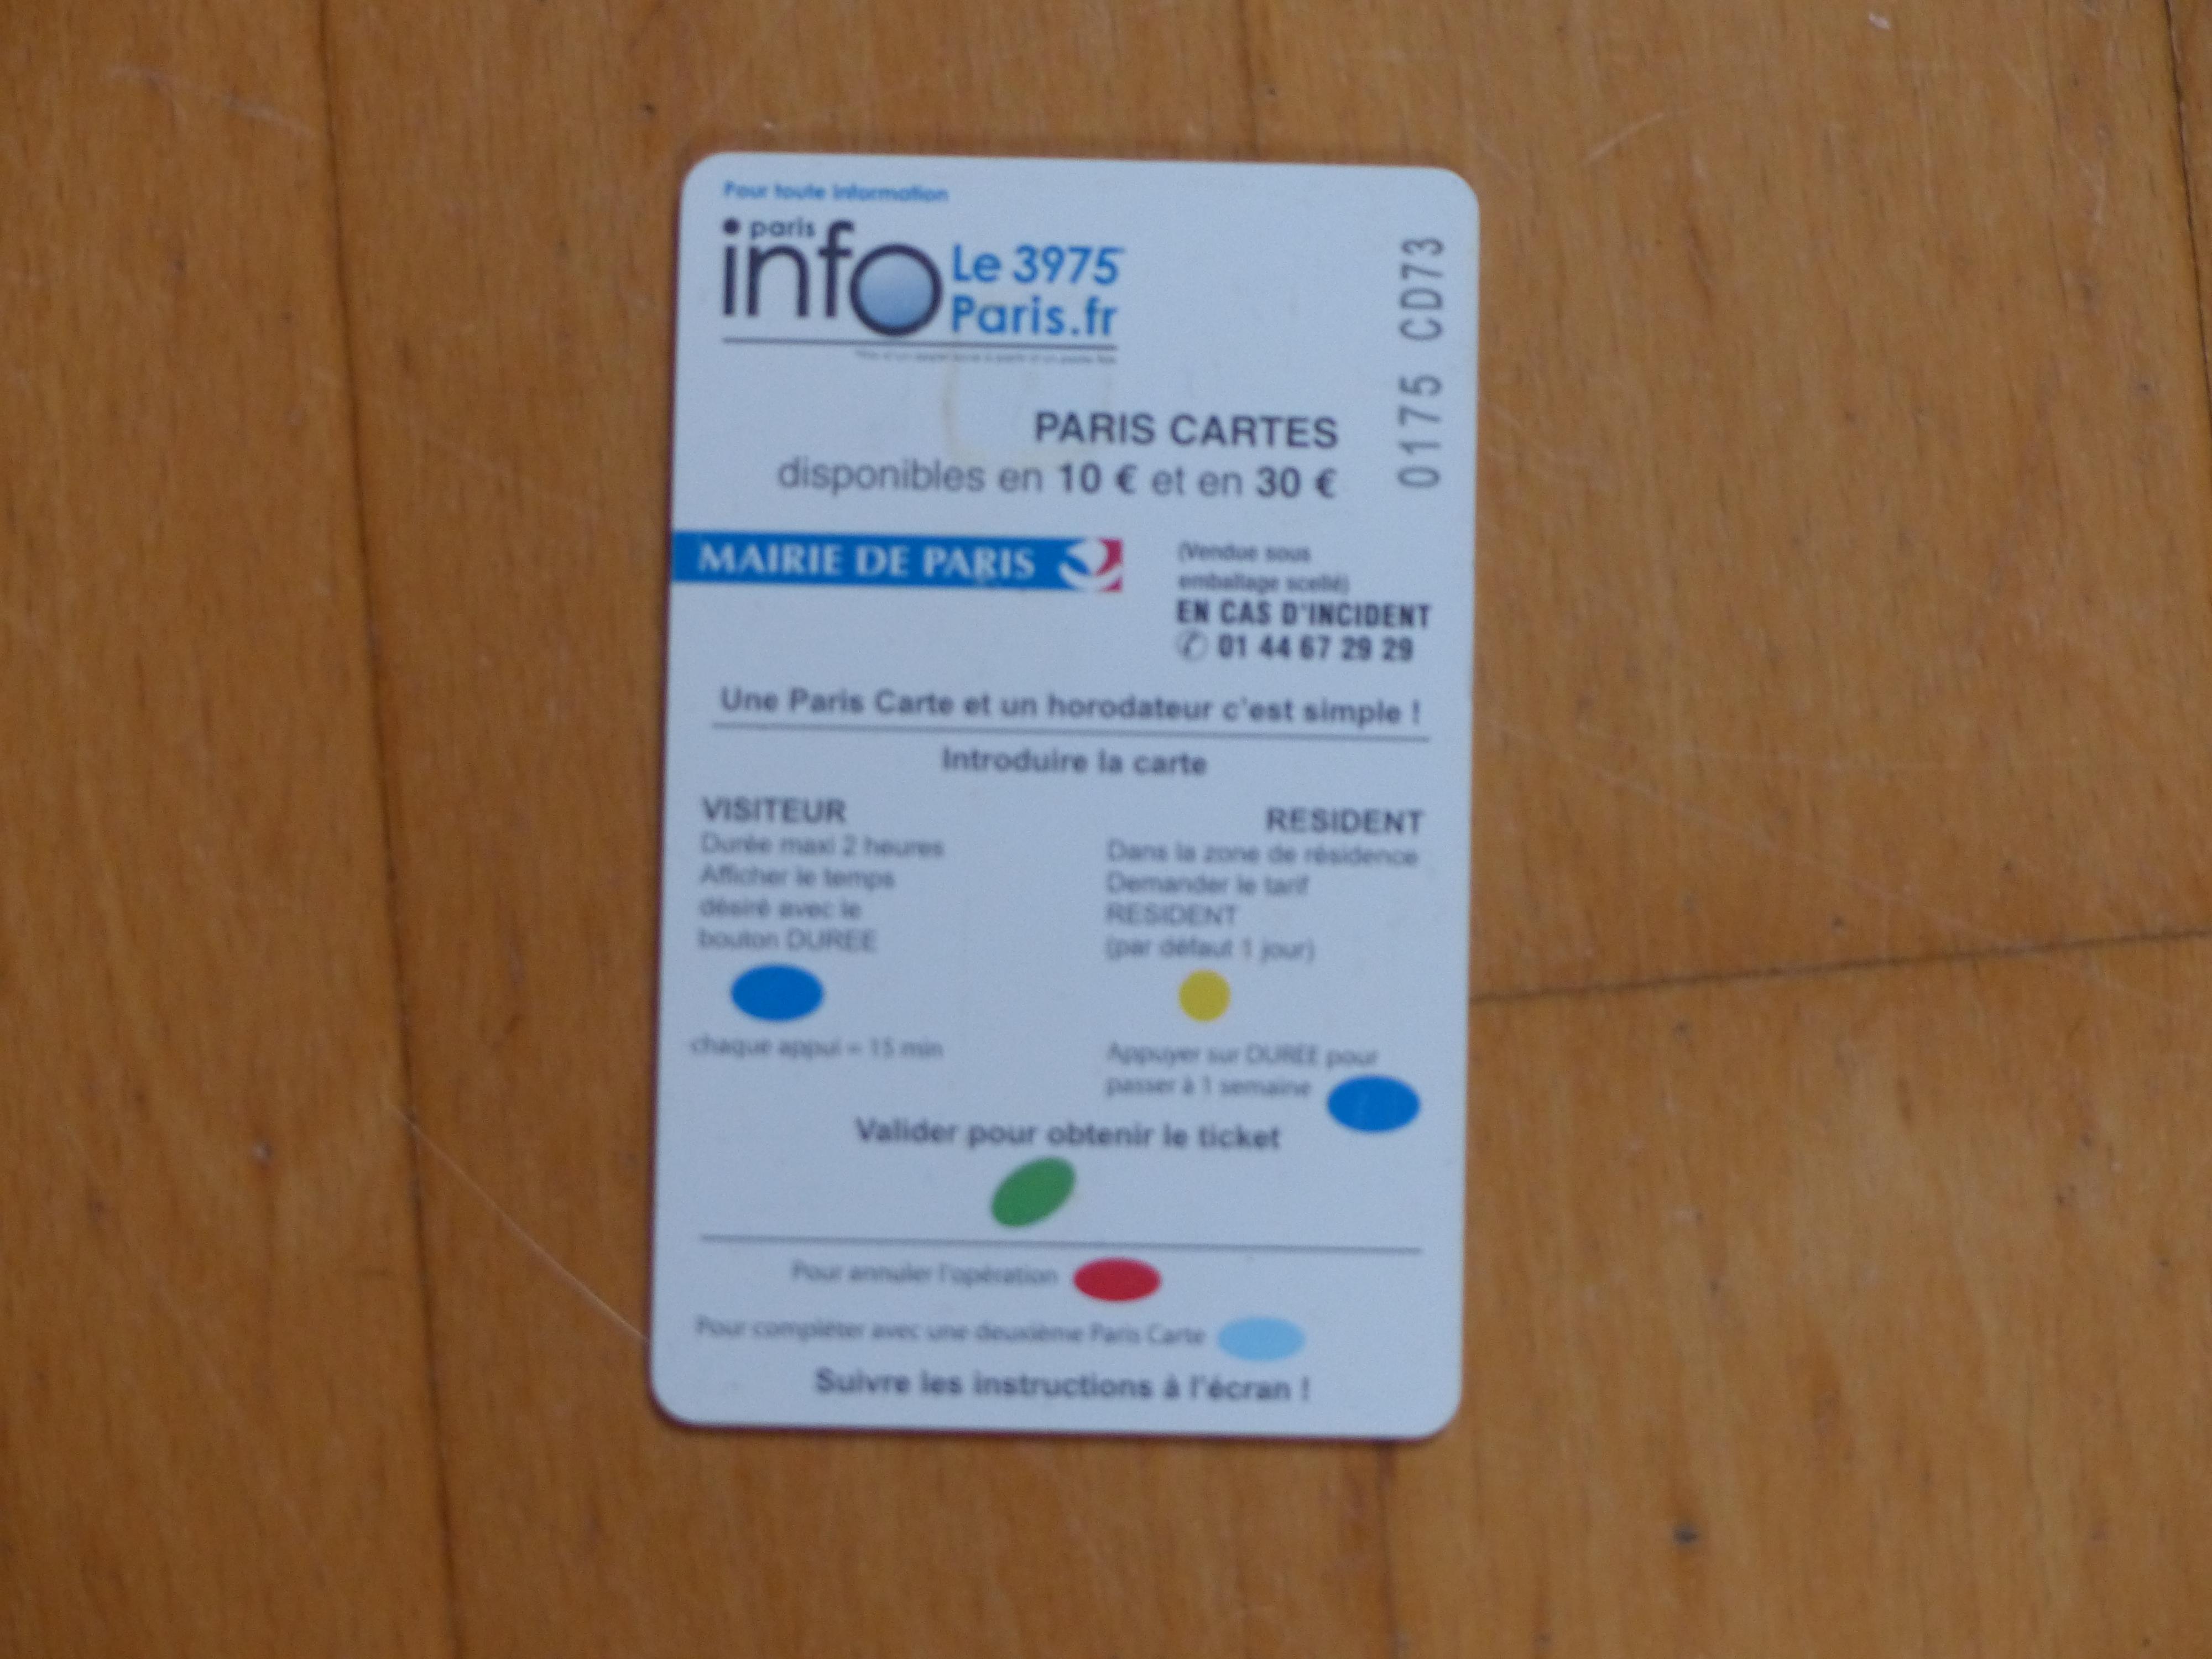 Pour toute information
paris
info
Le 3975
Paris.fr
0175 CD73
PARIS CARTES
disponibles en 10 € et en 30 €
MAIRIE DE PARIS
(Vendue sous
emballage scellé)
EN CAS D'INCIDENT
✆ 01 44 67 29 29
Une Paris Carte et un horodateur c'est simple !
Introduire la carte
VISITEUR
Durée maxi 2 heures
Afficher le temps
désiré avec le
bouton DUREE
chaque appui = 15 min
RESIDENT
Dans la zone de résidence
Demander le tarif
RESIDENT
(par défaut 1 jour)
Appuyer sur DUREE pour
passer à 1 semaine
Valider pour obtenir le ticket
Pour annuler l'opération
Pour compléter avec une deuxième Paris Carte
Suivre les instructions à l'écran !